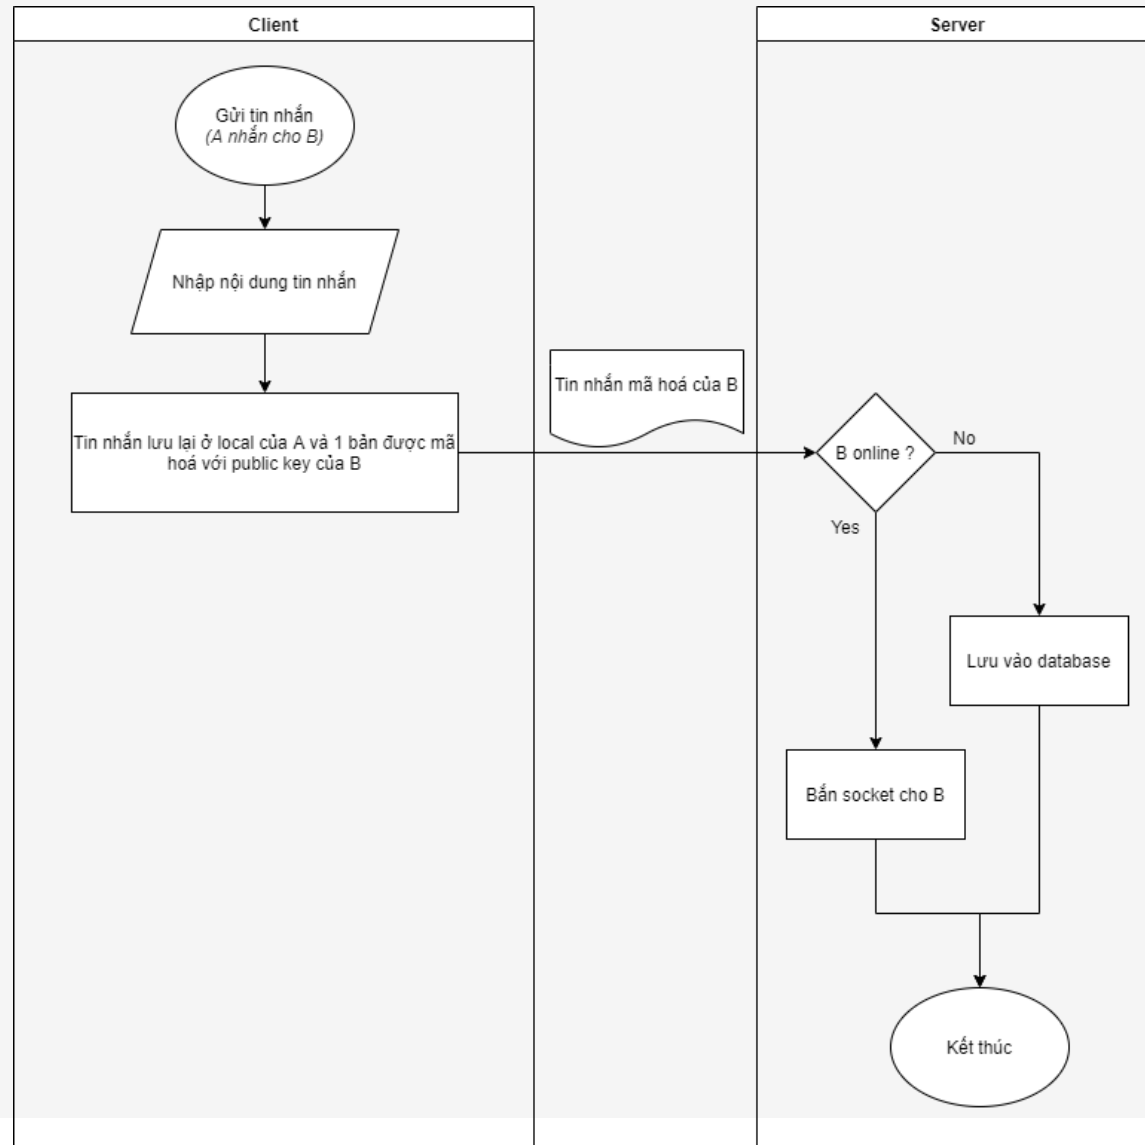 Client
Server
Gửi tin nhắn
(A nhắn cho B)
Nhập nội dung tin nhắn
Tin nhắn lưu lại ở local của A và 1 bản được mã
hoá với public key của B
Tin nhắn mã hoá của B
B online ?
No
Yes
Lưu vào database
Bắn socket cho B
Kết thúc